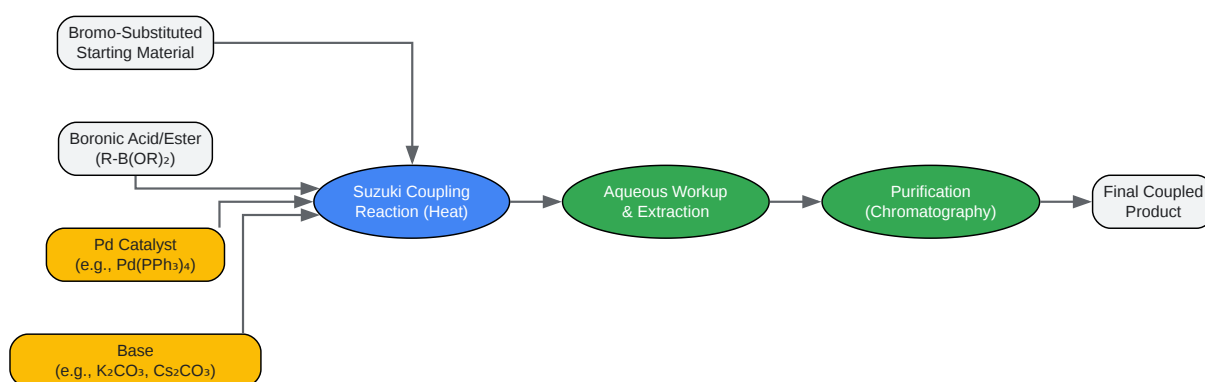 Bromo-Substituted
Starting Material
Boronic Acid/Ester
(R-B(OR)₂)
Suzuki Coupling
Reaction (Heat)
Aqueous Workup
& Extraction
Purification
(Chromatography)
Final Coupled
Product
Pd Catalyst
(e.g., Pd(PPh₃)₄)
Base
(e.g., K₂CO₃, Cs₂CO₃)